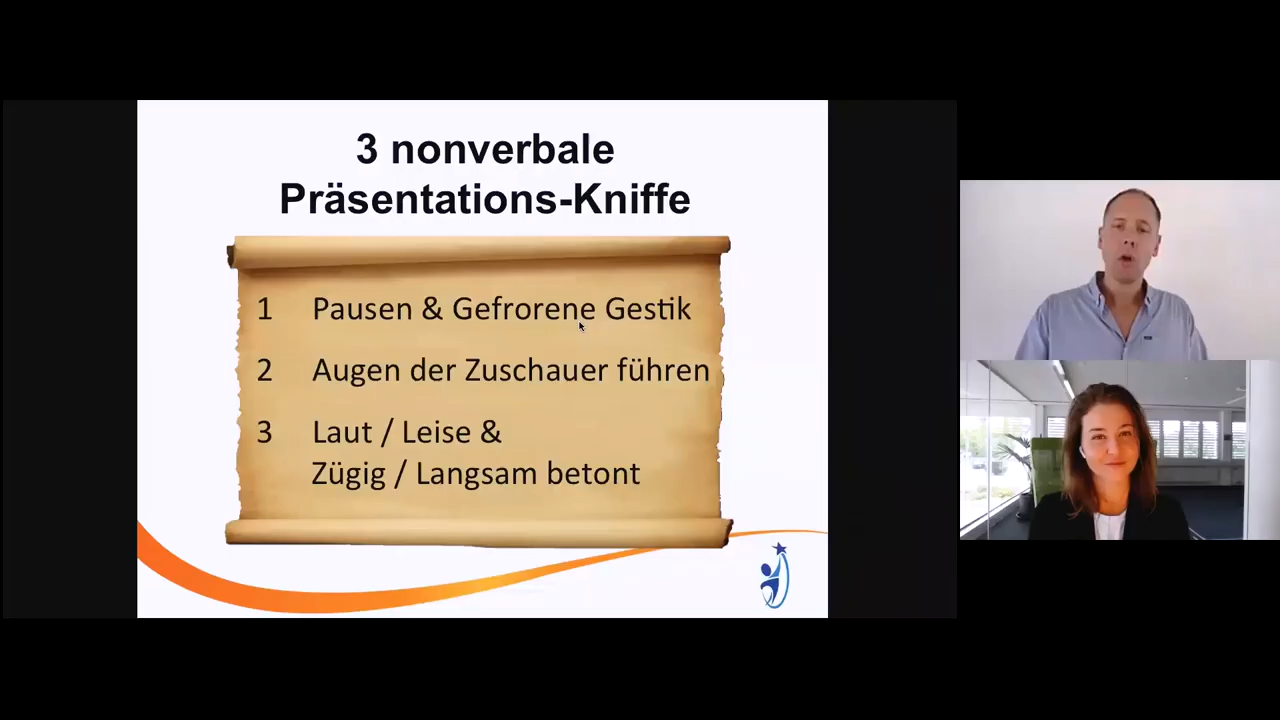 3 nonverbale
Präsentations-Kniffe
1 Pausen & Gefrorene Gestik
2 Augen der Zuschauer führen
3 Laut / Leise &
Zügig / Langsam betont